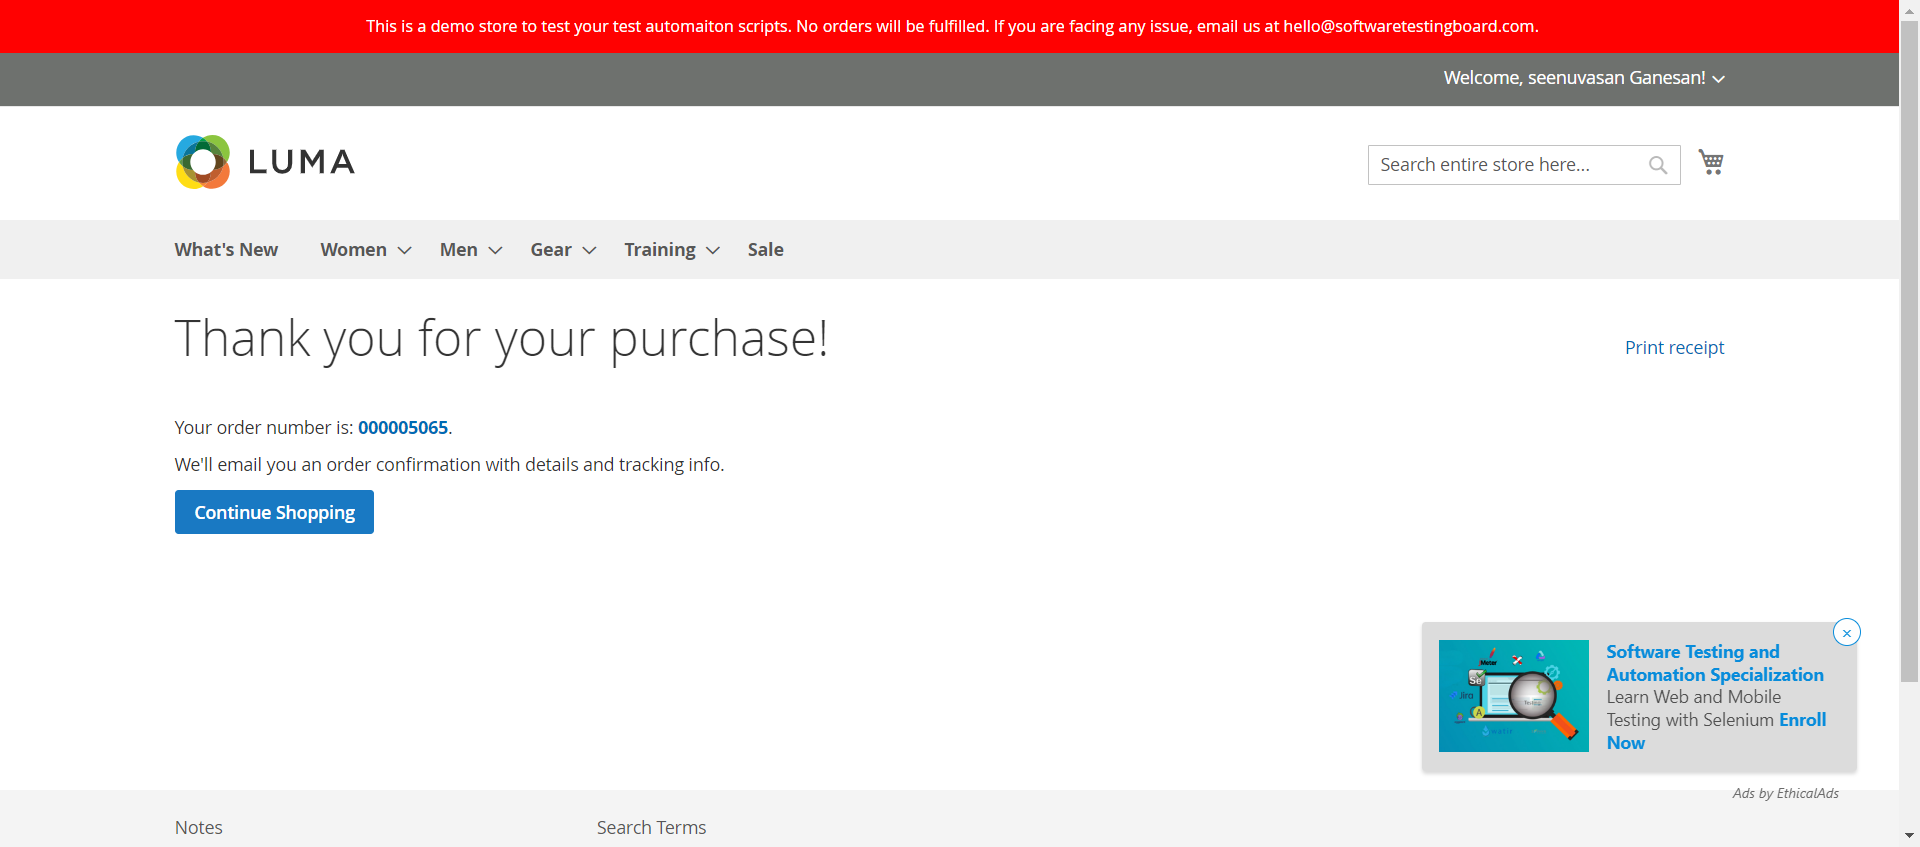 This is a demo store to test your test automaiton scripts. No orders will be fulfilled. If you are facing any issue, email us at hello@softwaretestingboard.com.
Welcome, seenuvasan Ganesan!
LUMA
Search entire store here...
What's New Women Men Gear Training Sale
Thank you for your purchase!
Print receipt
Your order number is: 000005065.
We'll email you an order confirmation with details and tracking info.
Continue Shopping
Meter
Se
Jira
A
Software Testing and
Automation Specialization
Learn Web and Mobile
Testing with Selenium Enroll
Now
Ads by EthicalAds
Notes
Search Terms